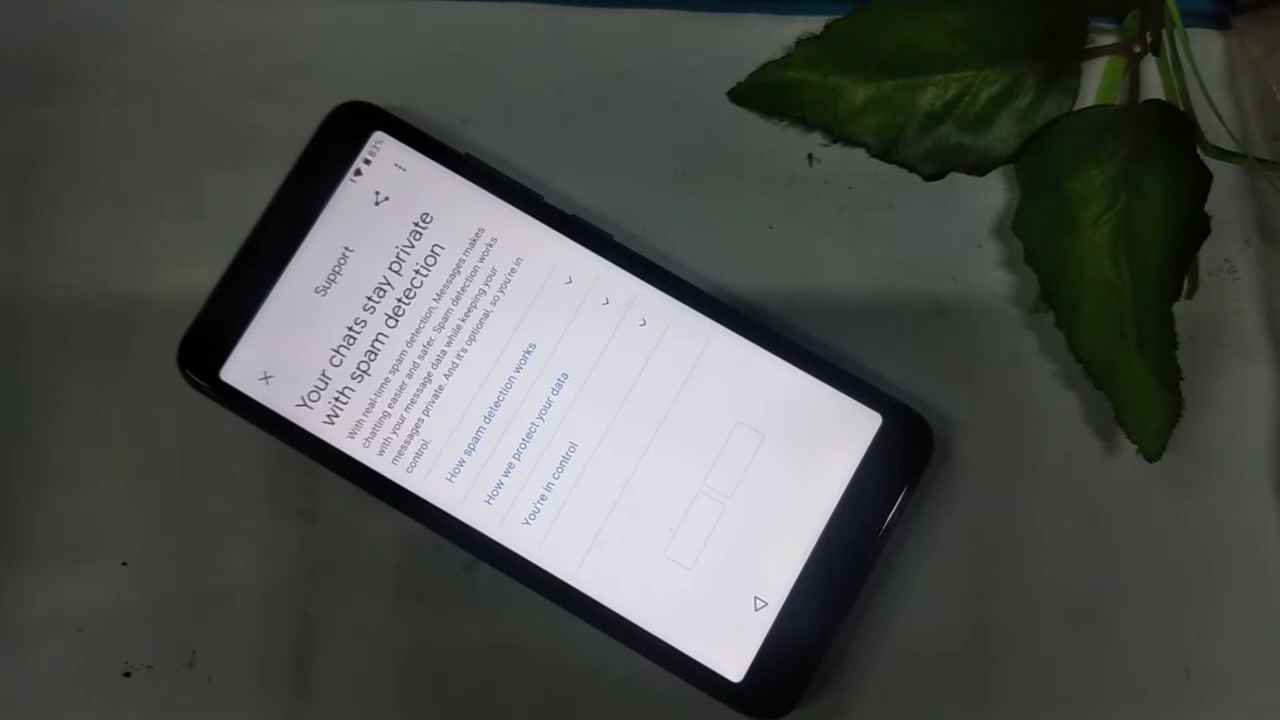 83%
Support
Your chats stay private
with spam detection
With real-time spam detection, Messages makes
chatting easier and safer. Spam detection works
with your message data while keeping your
messages private. And it's optional, so you're in
control.
How spam detection works
How we protect your data
You're in control